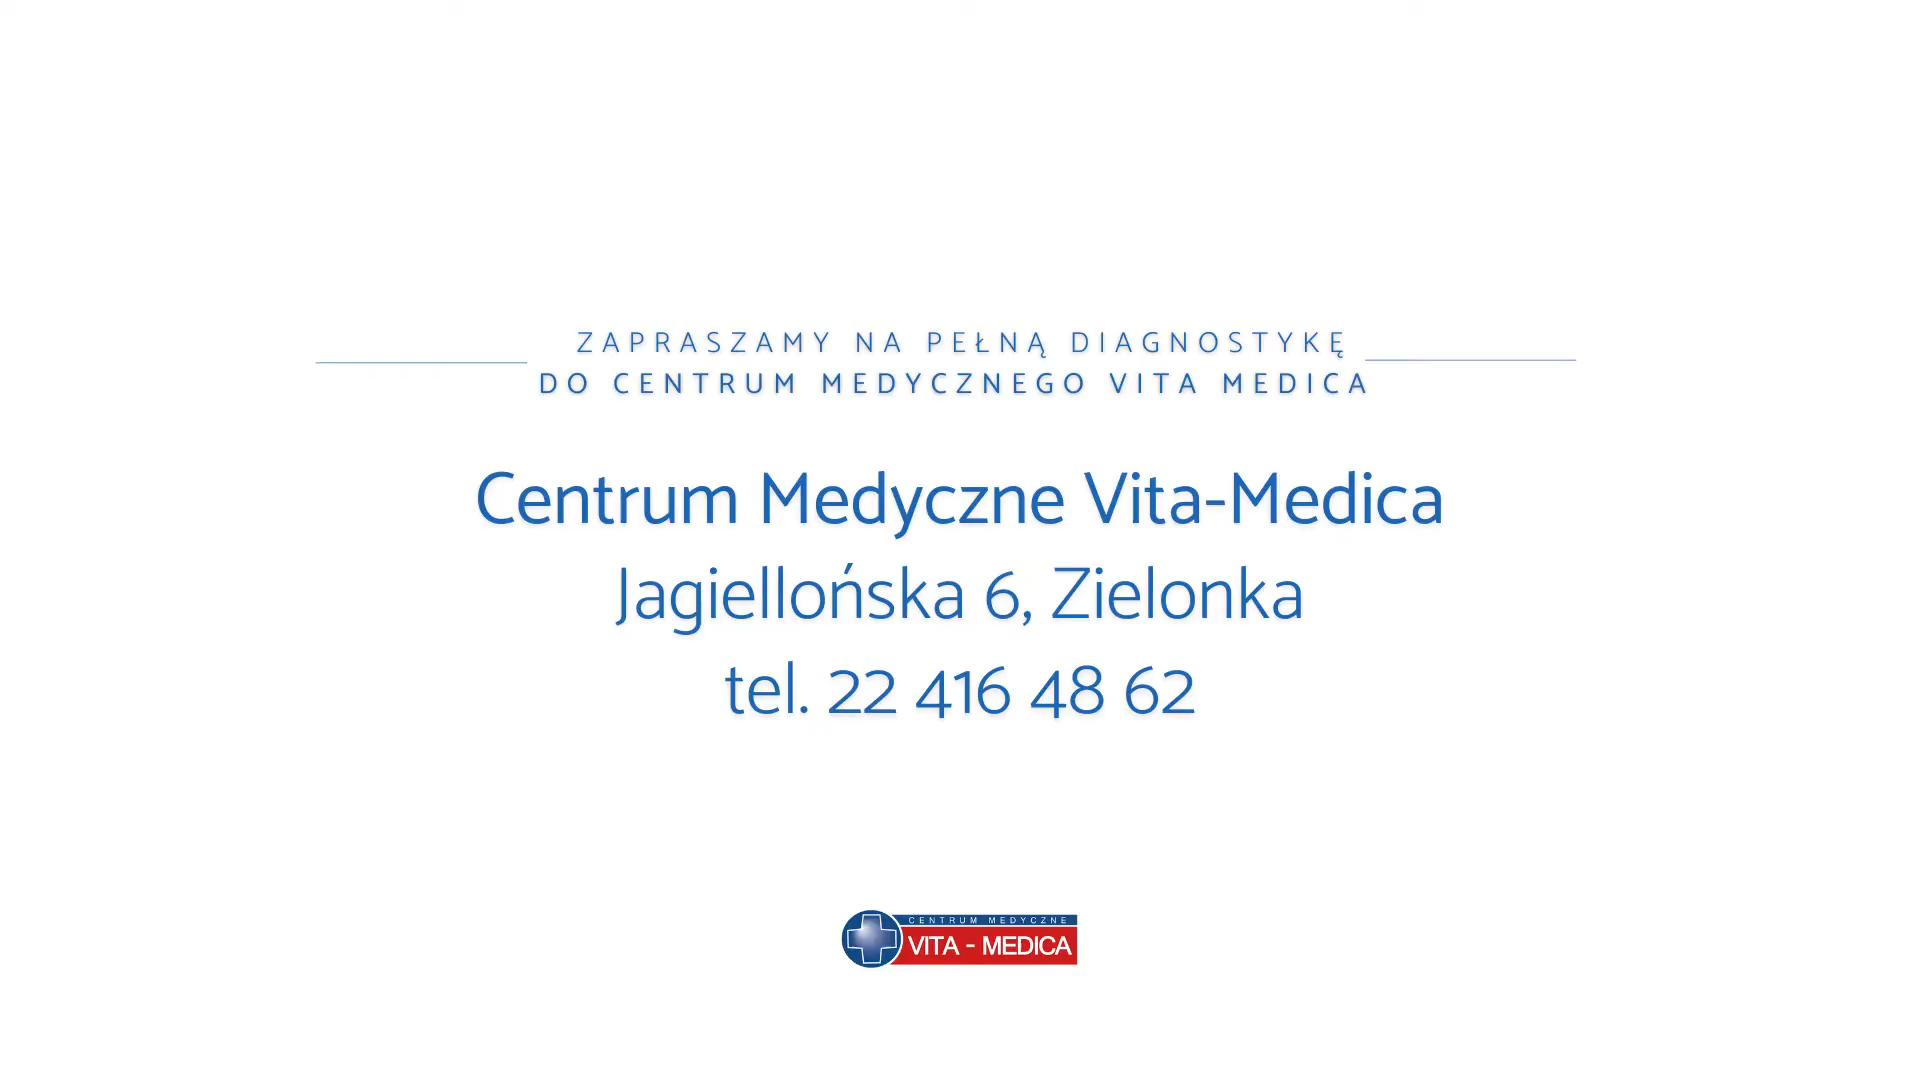 ZAPRASZAMY NA PEŁNĄ DIAGNOSTYKĘ
DO CENTRUM MEDYCZNEGO VITA MEDICA
Centrum Medyczne Vita-Medica
Jagiellońska 6, Zielonka
tel. 22 416 48 62
CENTRUM MEDYCZNE
VITA - MEDICA